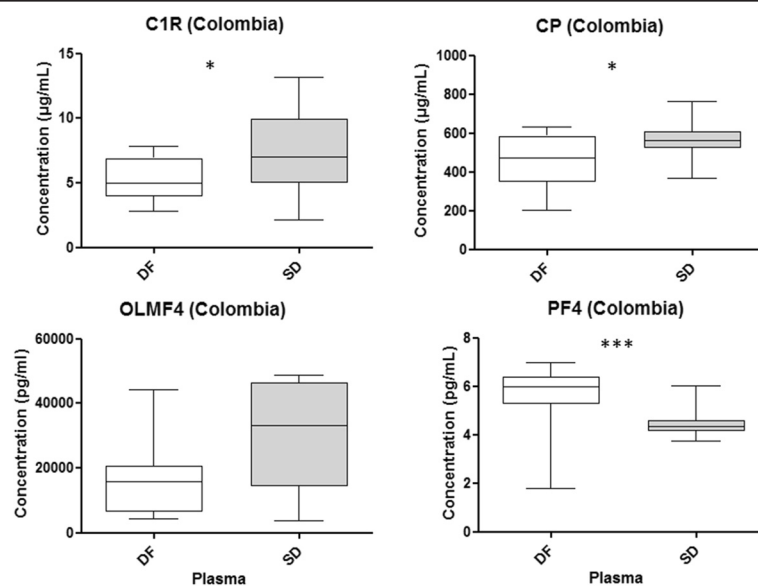 C1R (Colombia)
Concentration (µg/mL)
15
10
5
0
*
DF
SD
CP (Colombia)
Concentration (µg/mL)
1000
800
600
400
200
0
*
DF
SD
OLMF4 (Colombia)
Concentration (pg/ml)
60000
40000
20000
0
DF
SD
Plasma
PF4 (Colombia)
Concentration (pg/mL)
8
6
4
2
0
***
DF
SD
Plasma